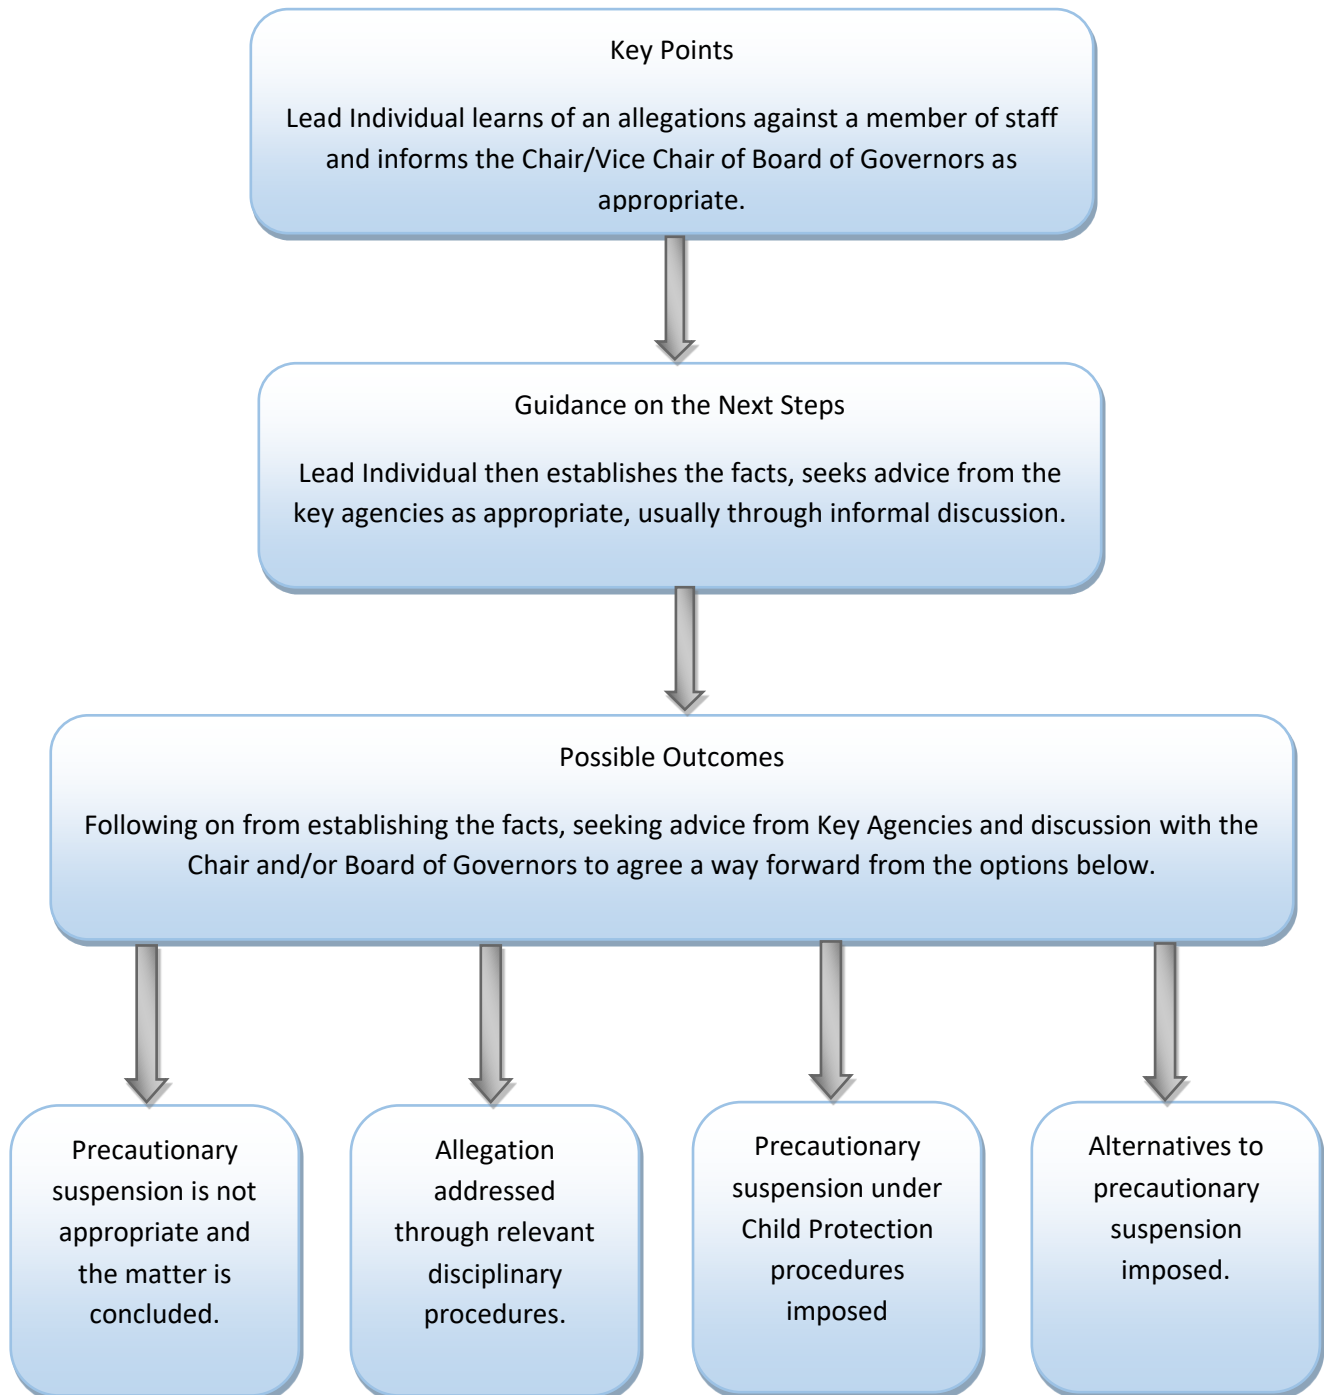 Key Points
Lead Individual learns of an allegations against a member of staff
and informs the Chair/Vice Chair of Board of Governors as
appropriate.
Guidance on the Next Steps
Lead Individual then establishes the facts, seeks advice from the
key agencies as appropriate, usually through informal discussion.
Possible Outcomes
Following on from establishing the facts, seeking advice from Key Agencies and discussion with the
Chair and/or Board of Governors to agree a way forward from the options below.
Precautionary
suspension is not
appropriate and
the matter is
concluded.
Allegation
addressed
through relevant
disciplinary
procedures.
Precautionary
suspension under
Child Protection
procedures
imposed
Alternatives to
precautionary
suspension
imposed.